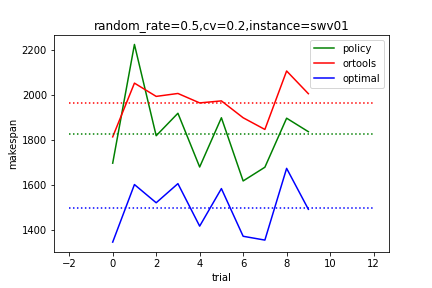 random_rate=0.5,cv=0.2,instance=swv01
policy
ortools
optimal
makespan
2200
2000
1800
1600
1400
−2 0 2 4 6 8 10 12
trial